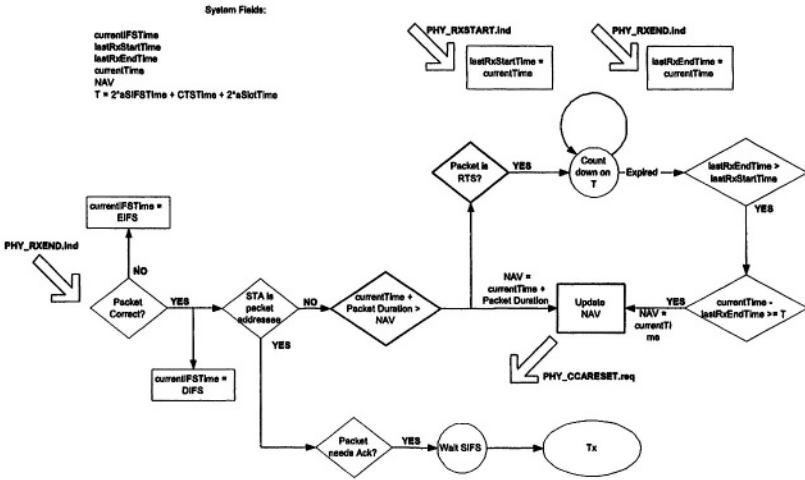 System Fields:
currentIFSTime
lastRxStartTime
lastRxEndTime
currentTime
NAV
T = 2*aSIFSTime + CTSTime + 2*aSlotTime
PHY_RXSTART.ind
lastRxStartTime =
currentTime
PHY_RXEND.ind
lastRxEndTime =
currentTime
Packet is
RTS?
YES
Count
down on
T
Expired
lastRxEndTime >
lastRxStartTime
YES
currentIFSTime =
EIFS
PHY_RXEND.ind
NO
Packet
Correct?
YES
STA is
packet
addressee
NO
currentTime +
Packet Duration >
NAV
NAV =
currentTime +
Packet Duration
Update
NAV
YES
NAV =
currentTi
me
currentTime -
lastRxEndTime >= T
YES
currentIFSTime =
DIFS
PHY_CCARESET.req
Packet
needs Ack?
YES
Wait SIFS
Tx